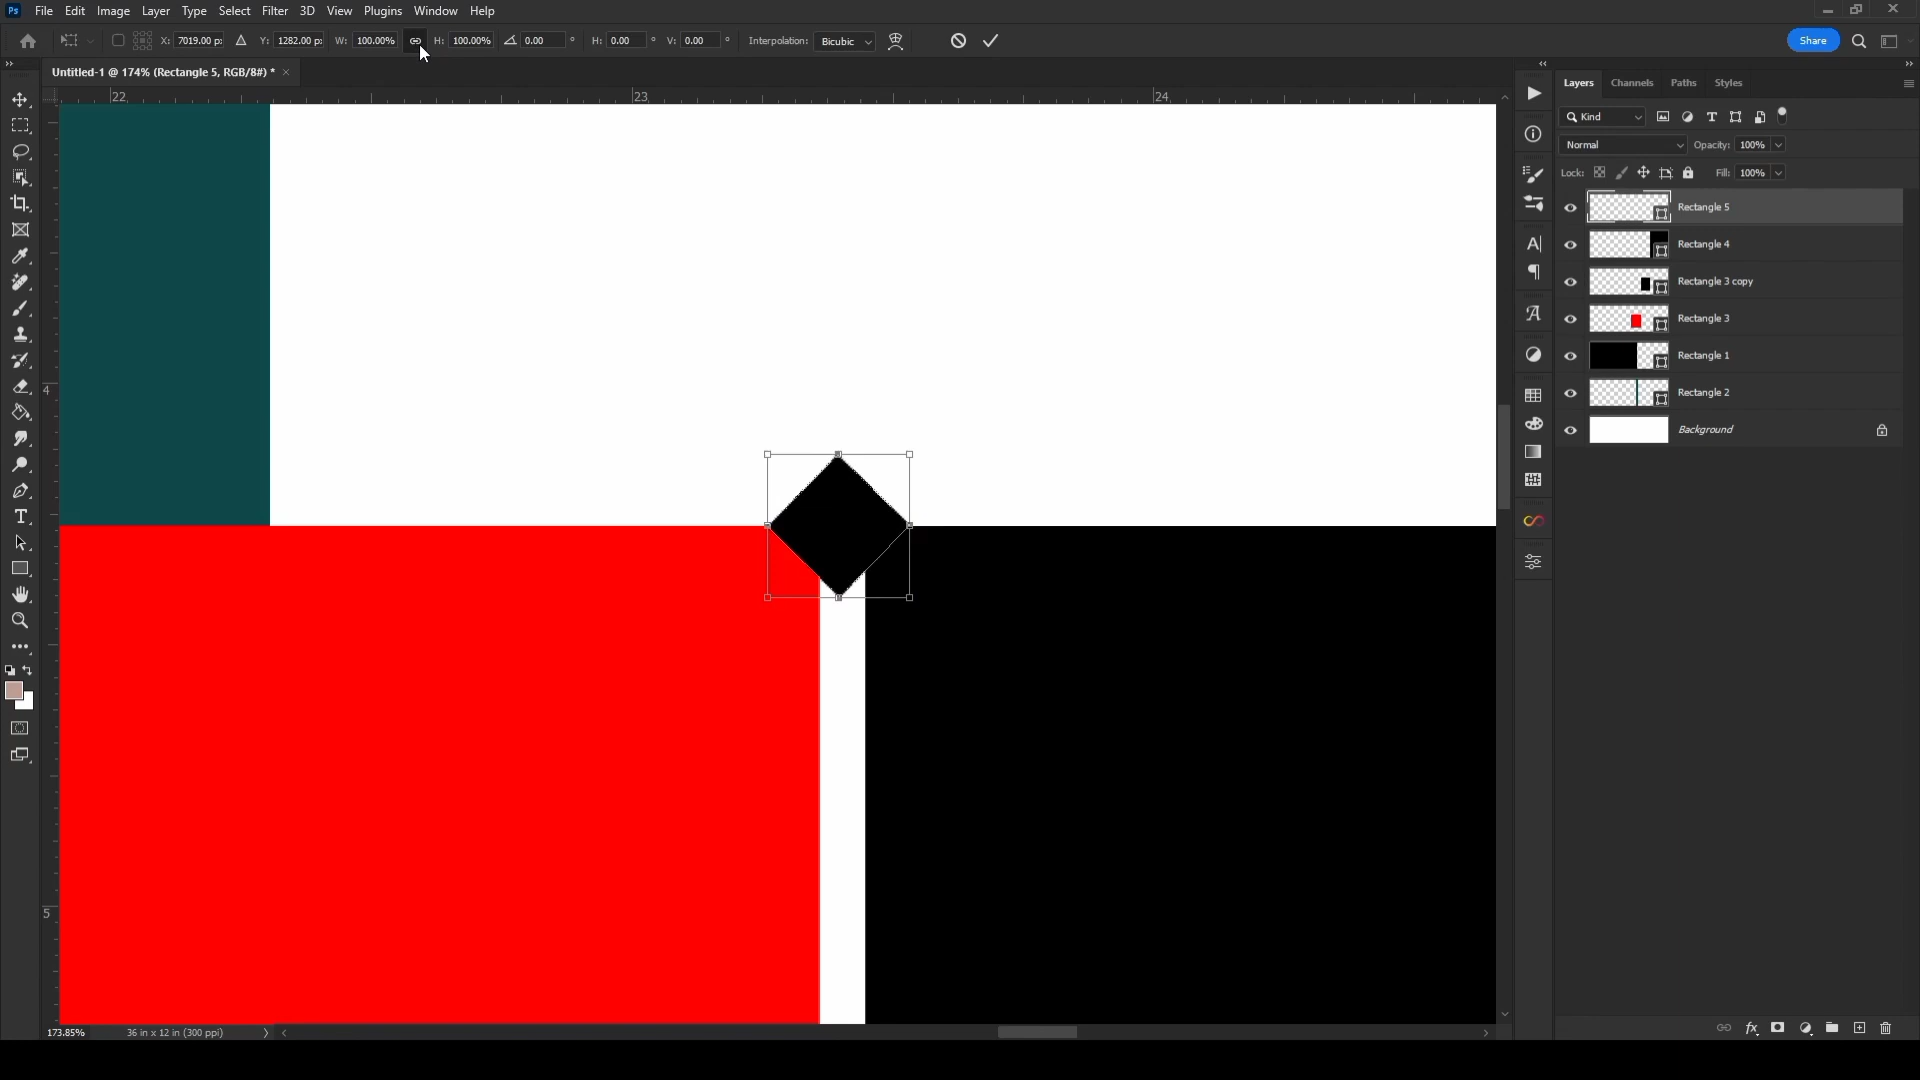 Ps File Edit Image Layer Type Select Filter 3D View Plugins Window Help
X: 7019.00 p: Y: 1282.00 p: W: 100.00% H: 100.00% 0.00 ° H: 0.00 ° V: 0.00 ° Interpolation: Bicubic Share
Untitled-1 @ 174% (Rectangle 5, RGB/8#) * ×
Layers Channels Paths Styles
22 23 24
Kind
Normal Opacity: 100%
Lock: Fill: 100%
Rectangle 5
Rectangle 4
Rectangle 3 copy
Rectangle 3
Rectangle 1
Rectangle 2
Background
4
5
173.85% 36 in x 12 in (300 ppi)